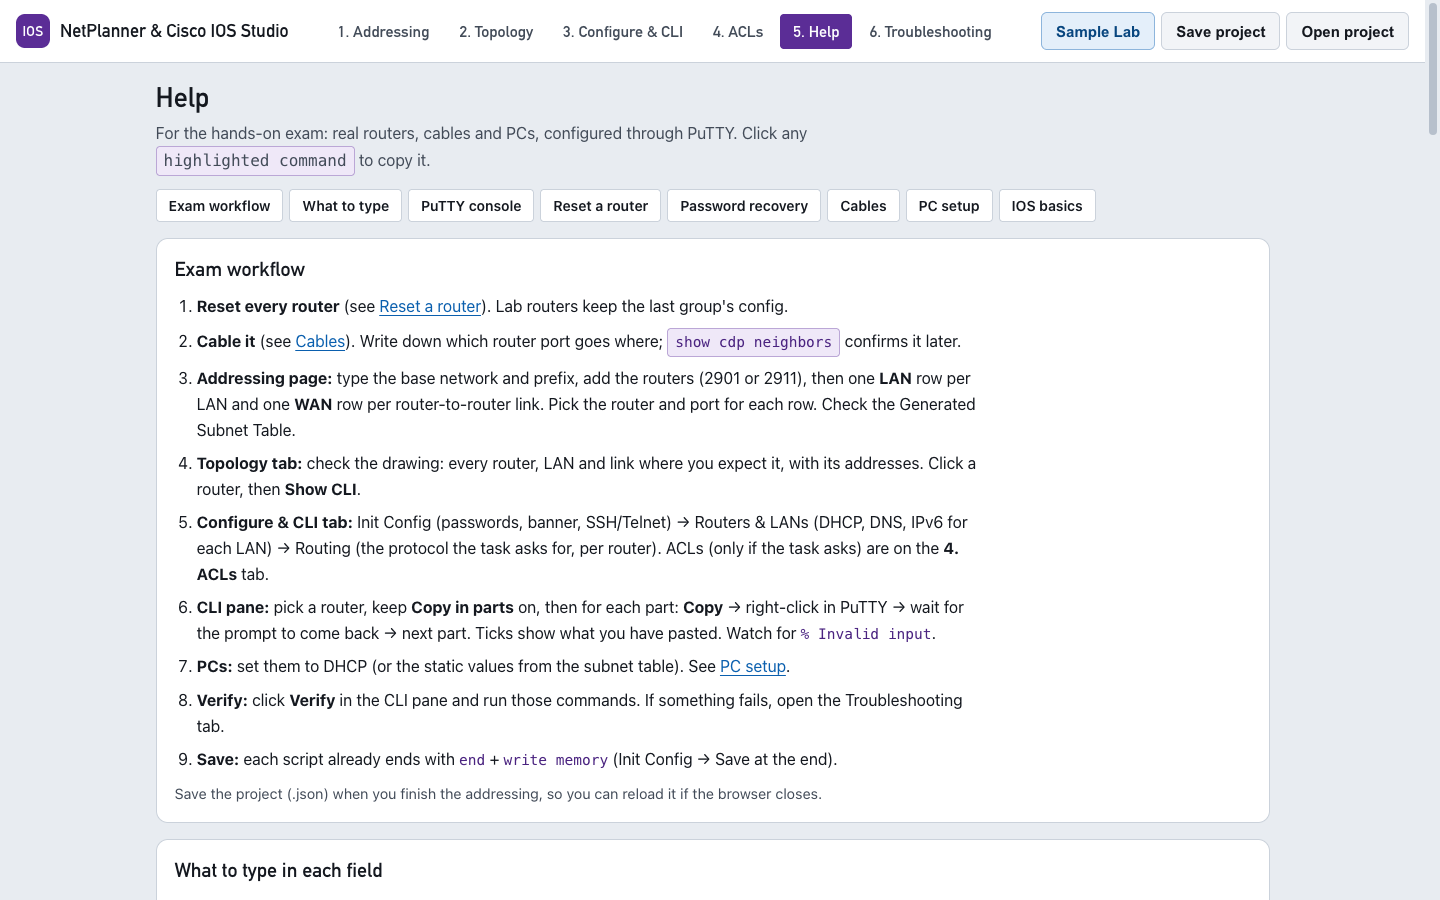 IOS NetPlanner & Cisco IOS Studio 1. Addressing 2. Topology 3. Configure & CLI 4. ACLs 5. Help 6. Troubleshooting Sample Lab Save project Open project
Help
For the hands-on exam: real routers, cables and PCs, configured through PuTTY. Click any
highlighted command to copy it.
Exam workflow What to type PuTTY console Reset a router Password recovery Cables PC setup IOS basics
Exam workflow
1. Reset every router (see Reset a router). Lab routers keep the last group's config.
2. Cable it (see Cables). Write down which router port goes where; show cdp neighbors confirms it later.
3. Addressing page: type the base network and prefix, add the routers (2901 or 2911), then one LAN row per
LAN and one WAN row per router-to-router link. Pick the router and port for each row. Check the Generated
Subnet Table.
4. Topology tab: check the drawing: every router, LAN and link where you expect it, with its addresses. Click a
router, then Show CLI.
5. Configure & CLI tab: Init Config (passwords, banner, SSH/Telnet) → Routers & LANs (DHCP, DNS, IPv6 for
each LAN) → Routing (the protocol the task asks for, per router). ACLs (only if the task asks) are on the 4.
ACLs tab.
6. CLI pane: pick a router, keep Copy in parts on, then for each part: Copy → right-click in PuTTY → wait for
the prompt to come back → next part. Ticks show what you have pasted. Watch for % Invalid input.
7. PCs: set them to DHCP (or the static values from the subnet table). See PC setup.
8. Verify: click Verify in the CLI pane and run those commands. If something fails, open the Troubleshooting
tab.
9. Save: each script already ends with end + write memory (Init Config → Save at the end).
Save the project (.json) when you finish the addressing, so you can reload it if the browser closes.
What to type in each field